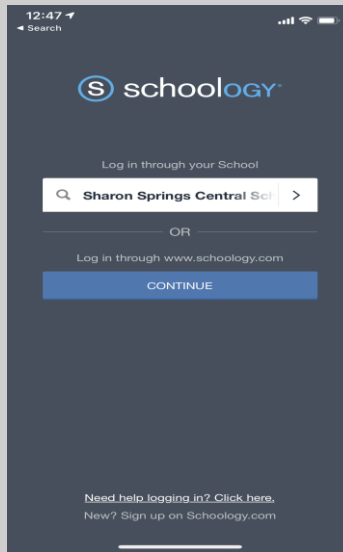 12:47
Search
S schoology
Log in through your School
Sharon Springs Central Sch
OR
Log in through www.schoology.com
CONTINUE
Need help logging in? Click here.
New? Sign up on Schoology.com